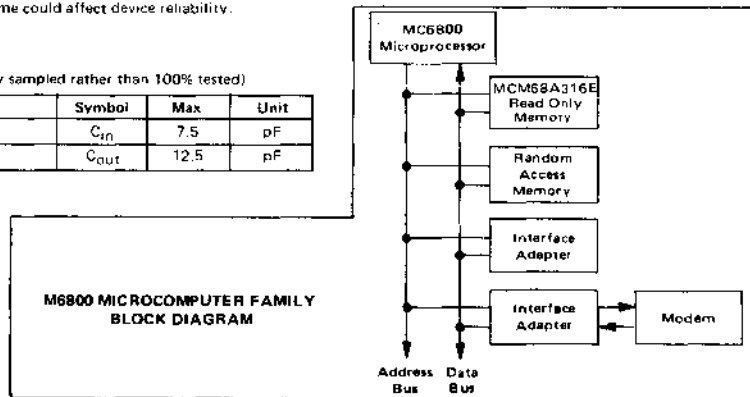 me could affect device reliability.
y sampled rather than 100% tested)
Symbol Max Unit
Cin 7.5 pF
Cout 12.5 pF
MC6800
Microprocessor
MCM68A316E
Read Only
Memory
Random
Access
Memory
Interface
Adapter
Interface
Adapter
Modem
M6800 MICROCOMPUTER FAMILY
BLOCK DIAGRAM
Address Data
Bus Bus